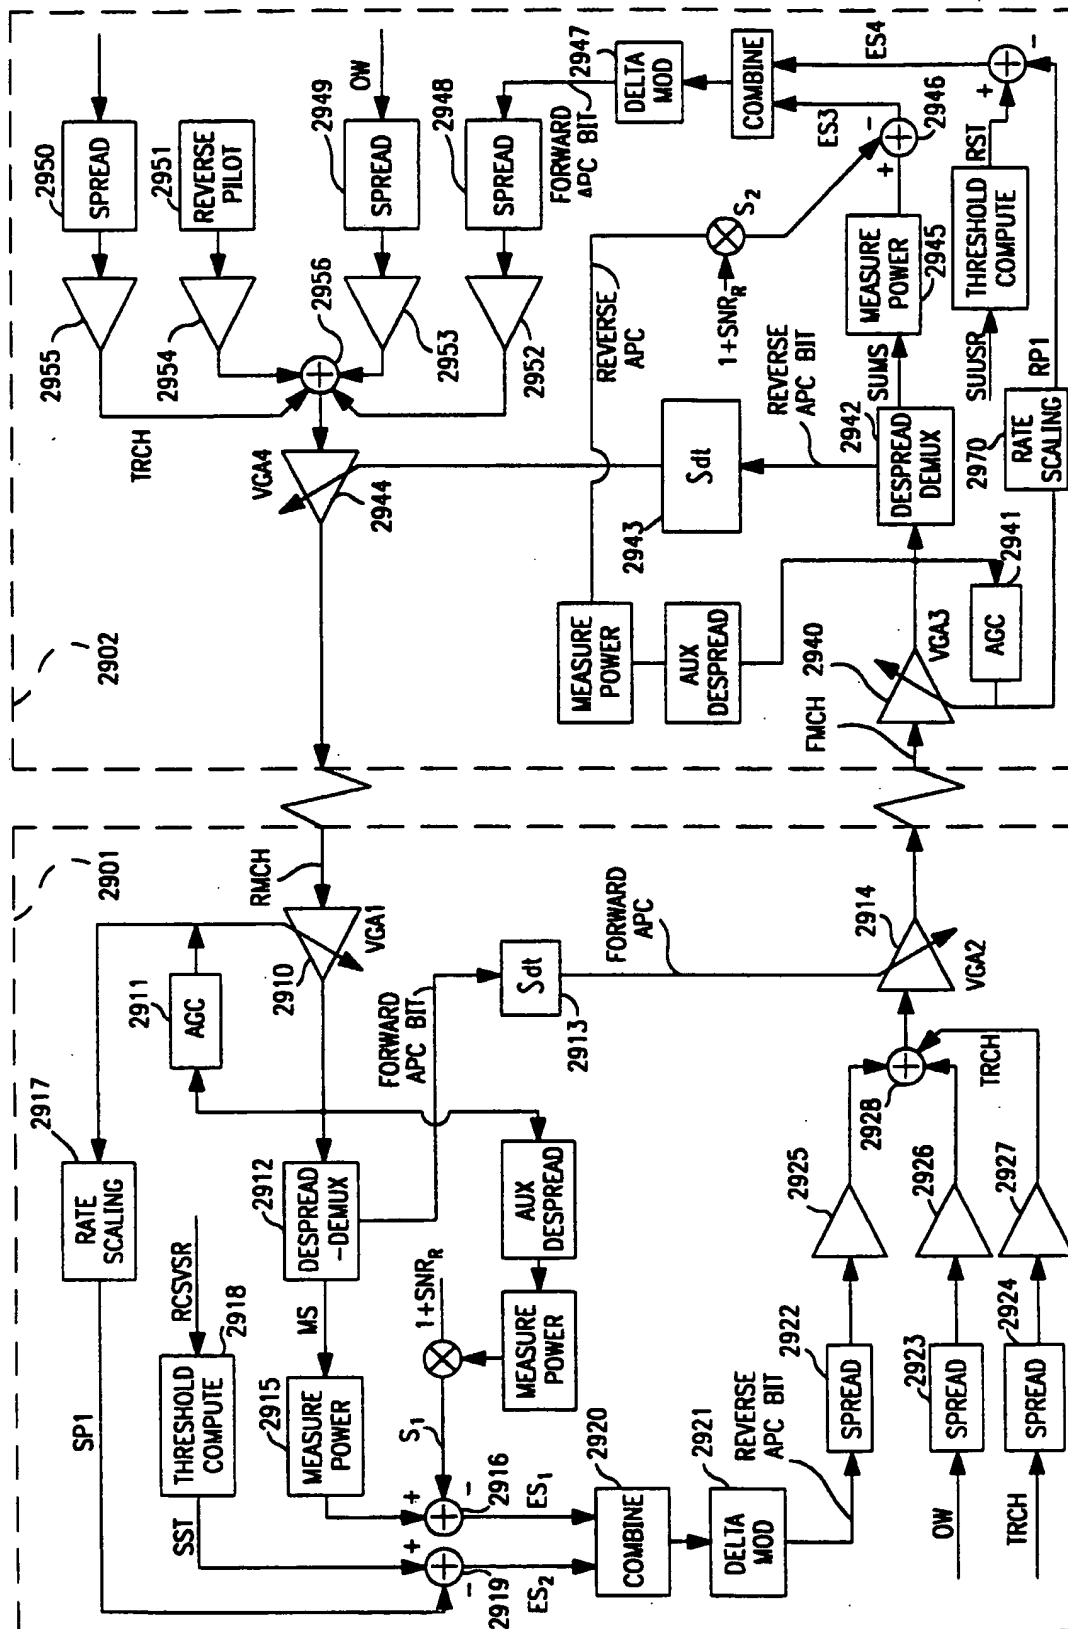 2901
2917
RATE
SCALING
SP1
2911
AGC
RMCH
VGA1
2910
RCSVSR
2918
THRESHOLD
COMPUTE
SST
2912
DESPREAD
-DEMUX
MS
2915
MEASURE
POWER
FORWARD
APC BIT
∫dt
2913
FORWARD
APC
AUX
DESPREAD
MEASURE
POWER
1+SNRR
S1
+
-
2916
ES1
+
-
2919
ES2
2920
COMBINE
2921
DELTA
MOD
REVERSE
APC BIT
2922
SPREAD
2925
OW
2923
SPREAD
2926
TRCH
2924
SPREAD
2927
TRCH
2928
2914
VGA2
2902
2950
SPREAD
2955
TRCH
2951
REVERSE
PILOT
2954
OW
2949
SPREAD
2953
2948
SPREAD
2952
FORWARD
APC BIT
2956
VGA4
2944
2947
DELTA
MOD
COMBINE
ES3
ES4
-
+
2946
+
-
RST
THRESHOLD
COMPUTE
SUUSR
MEASURE
POWER
2945
SUMS
2942
DESPREAD
DEMUX
REVERSE
APC BIT
∫dt
2943
REVERSE
APC
S2
1+SNRR
MEASURE
POWER
AUX
DESPREAD
FMCH
2940
VGA3
AGC
2941
2970
RATE
SCALING
RP1